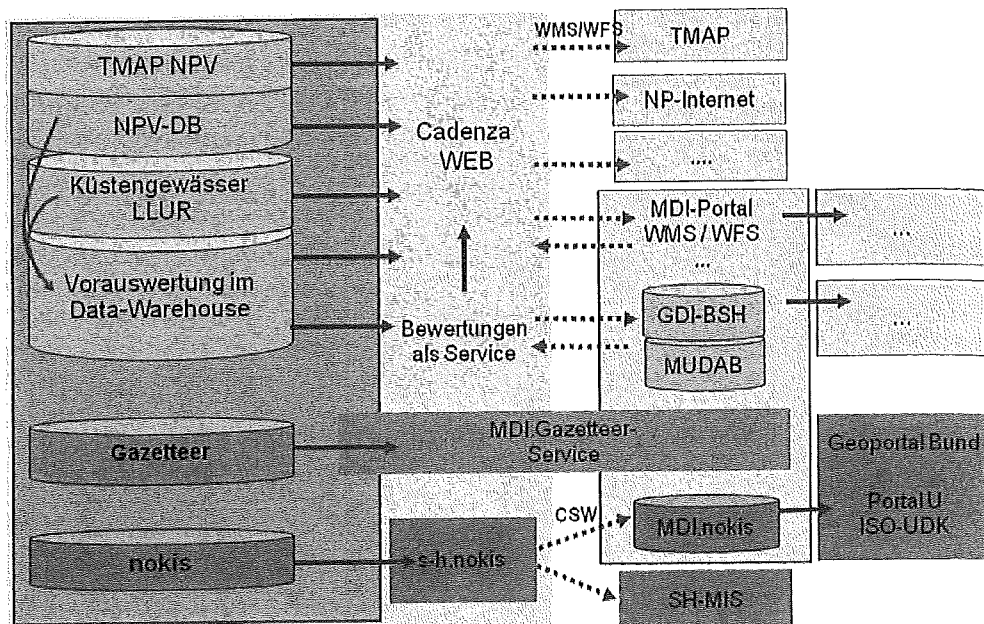 TMAP NPV
NPV-DB
Küstengewässer
LLUR
Vorauswertung im
Data-Warehouse
Gazetteer
nokis
Cadenza
WEB
Bewertungen
als Service
MDI.Gazetteer-
Service
s-h.nokis
WMS/WFS
CSW
TMAP
NP-Internet
....
MDI-Portal
WMS / WFS
...
GDI-BSH
MUDAB
MDI.nokis
SH-MIS
...
...
Geoportal Bund
Portal U
ISO-UDK